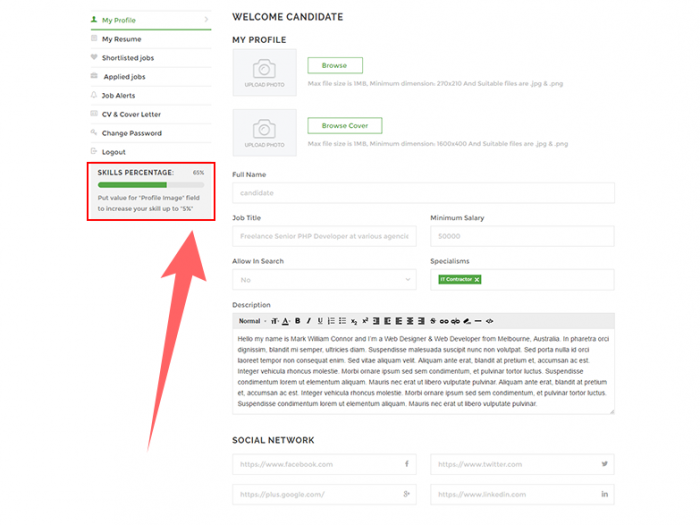 My Profile
My Resume
Shortlisted jobs
Applied jobs
Job Alerts
CV & Cover Letter
Change Password
Logout
SKILLS PERCENTAGE: 65%
Put value for "Profile Image" field
to increase your skill up to "5%"
WELCOME CANDIDATE
MY PROFILE
UPLOAD PHOTO
Browse
Max file size is 1MB, Minimum dimension: 270x210 And Suitable files are .jpg & .png
UPLOAD PHOTO
Browse Cover
Max file size is 1MB, Minimum dimension: 1600x400 And Suitable files are .jpg & .png
Full Name
candidate
Job Title
Minimum Salary
Freelance Senior PHP Developer at various agencie
50000
Allow In Search
Specialisms
No
IT Contractor x
Description
Normal
Hello my name is Mark William Connor and I'm a Web Designer & Web Developer from Melbourne, Australia. In pharetra orci
dignissim, blandit mi semper, ultricies diam. Suspendisse malesuada suscipit nunc non volutpat. Sed porta nulla id orci
laoreet tempor non consequat enim. Sed vitae aliquam velit. Aliquam ante erat, blandit at pretium et, accumsan ac est.
Integer vehicula rhoncus molestie. Morbi ornare ipsum sed sem condimentum, et pulvinar tortor luctus. Suspendisse
condimentum lorem ut elementum aliquam. Mauris nec erat ut libero vulputate pulvinar. Aliquam ante erat, blandit at pretium
et, accumsan ac est. Integer vehicula rhoncus molestie. Morbi ornare ipsum sed sem condimentum, et pulvinar tortor luctus.
Suspendisse condimentum lorem ut elementum aliquam. Mauris nec erat ut libero vulputate pulvinar.
SOCIAL NETWORK
https://www.facebook.com
https://www.twitter.com
https://plus.google.com/
https://www.linkedin.com